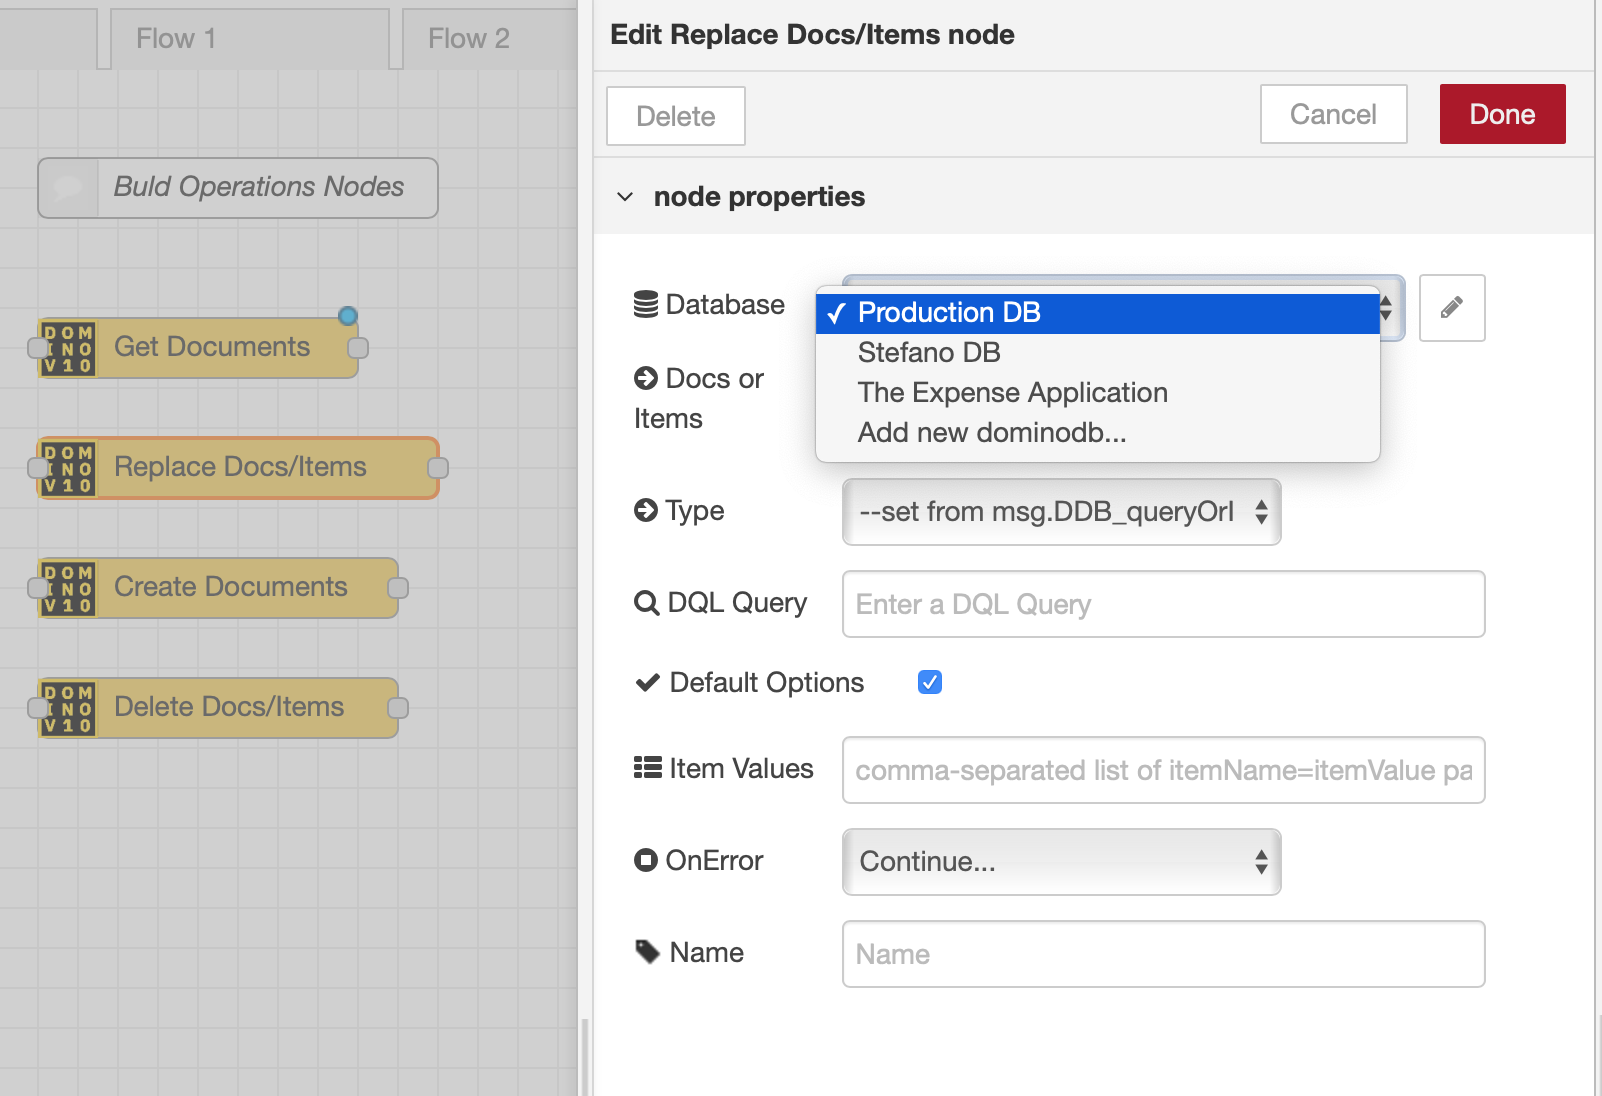 Flow 1
Flow 2
Buld Operations Nodes
DOM
INO
V10
Get Documents
DOM
INO
V10
Replace Docs/Items
DOM
INO
V10
Create Documents
DOM
INO
V10
Delete Docs/Items
Edit Replace Docs/Items node
Delete
Cancel
Done
node properties
Database
Production DB
Stefano DB
The Expense Application
Add new dominodb...
Docs or
Items
Type
--set from msg.DDB_queryOrI
DQL Query
Enter a DQL Query
Default Options
Item Values
comma-separated list of itemName=itemValue pa
OnError
Continue...
Name
Name